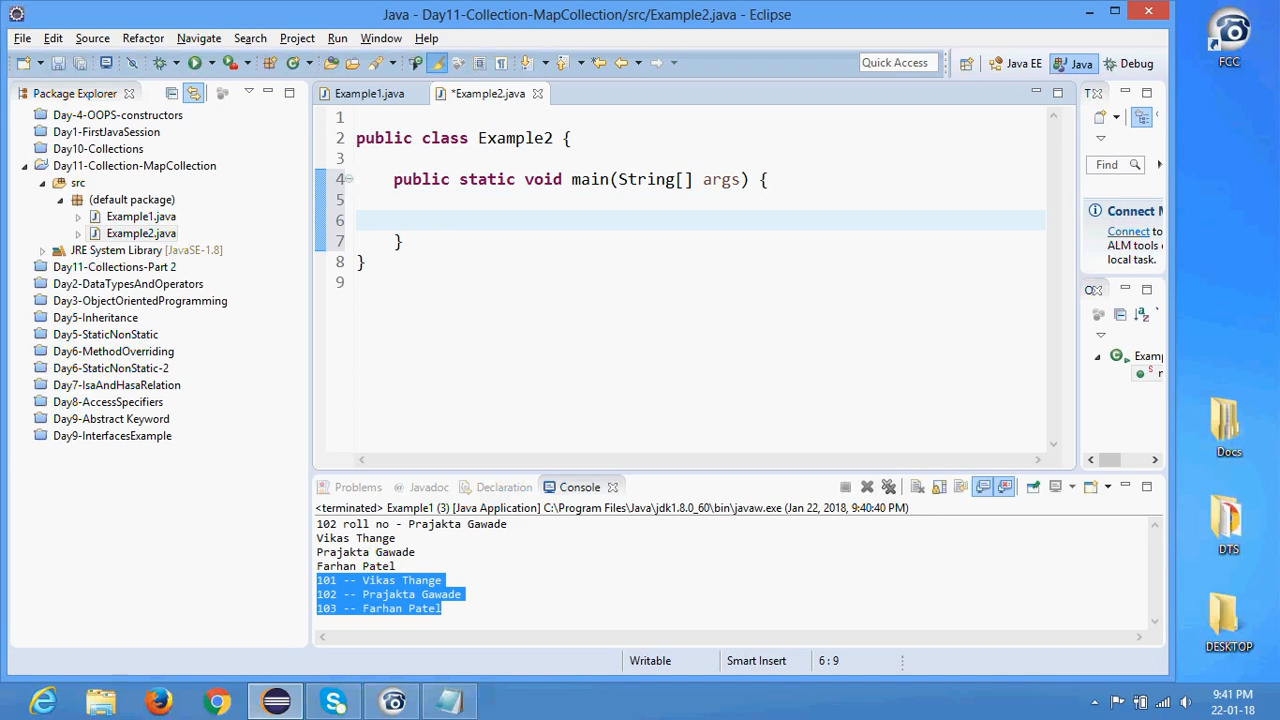 Java - Day11-Collection-MapCollection/src/Example2.java - Eclipse
File Edit Source Refactor Navigate Search Project Run Window Help
Quick Access
Java EE
Java
Debug
Package Explorer
Day-4-OOPS-constructors
Day1-FirstJavaSession
Day10-Collections
Day11-Collection-MapCollection
src
(default package)
Example1.java
Example2.java
JRE System Library [JavaSE-1.8]
Day11-Collections-Part 2
Day2-DataTypesAndOperators
Day3-ObjectOrientedProgramming
Day5-Inheritance
Day5-StaticNonStatic
Day6-MethodOverriding
Day6-StaticNonStatic-2
Day7-IsaAndHasaRelation
Day8-AccessSpecifiers
Day9-Abstract Keyword
Day9-InterfacesExample
Example1.java
*Example2.java
1
2 public class Example2 {
3
4 public static void main(String[] args) {
5
6
7 }
8 }
9
T
Find
Connect M
Connect to
ALM tools o
local task.
O
Examp
Problems
Javadoc
Declaration
Console
<terminated> Example1 (3) [Java Application] C:\Program Files\Java\jdk1.8.0_60\bin\javaw.exe (Jan 22, 2018, 9:40:40 PM)
102 roll no - Prajakta Gawade
Vikas Thange
Prajakta Gawade
Farhan Patel
101 -- Vikas Thange
102 -- Prajakta Gawade
103 -- Farhan Patel
Writable
Smart Insert
6 : 9
FCC
Docs
DTS
DESKTOP
9:41 PM
22-01-18